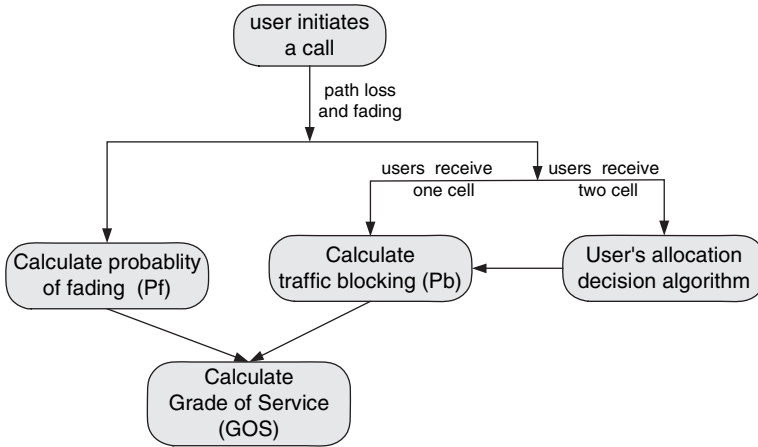 user initiates
a call
path loss
and fading
users receive
one cell
users receive
two cell
Calculate probablity
of fading (Pf)
Calculate
traffic blocking (Pb)
User's allocation
decision algorithm
Calculate
Grade of Service
(GOS)